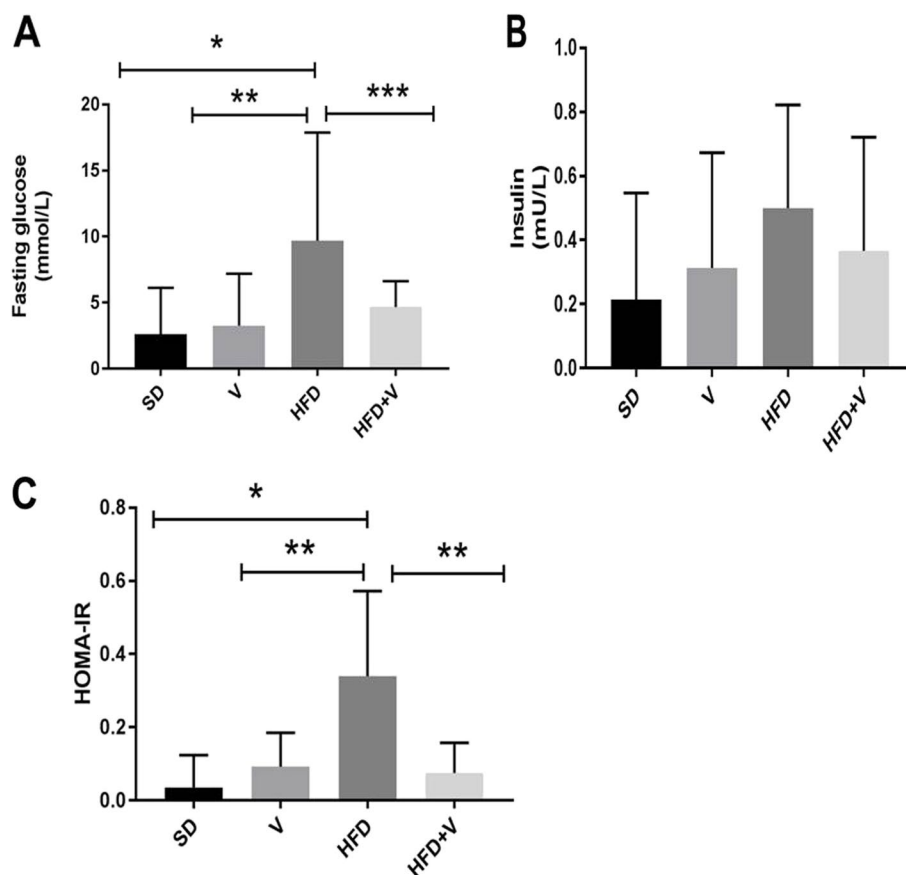 A
*
**
***
Fasting glucose
(mmol/L)
20
15
10
5
0
SD
V
HFD
HFD+V
B
Insulin
(mU/L)
1.0
0.8
0.6
0.4
0.2
0.0
SD
V
HFD
HFD+V
C
*
**
**
HOMA-IR
0.8
0.6
0.4
0.2
0.0
SD
V
HFD
HFD+V